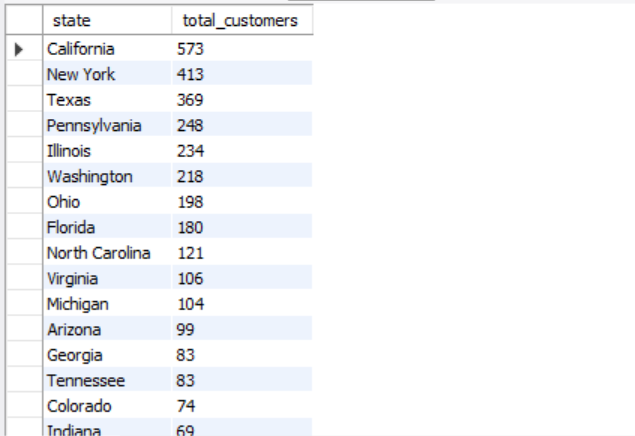 state total_customers
California 573
New York 413
Texas 369
Pennsylvania 248
Illinois 234
Washington 218
Ohio 198
Florida 180
North Carolina 121
Virginia 106
Michigan 104
Arizona 99
Georgia 83
Tennessee 83
Colorado 74
Indiana 69